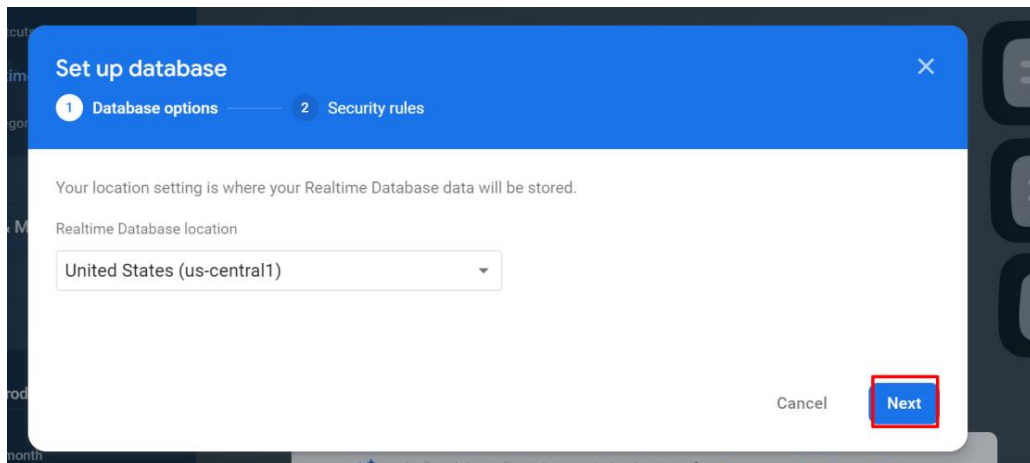 Set up database
1 Database options 2 Security rules
Your location setting is where your Realtime Database data will be stored.
Realtime Database location
United States (us-central1)
Cancel Next
month